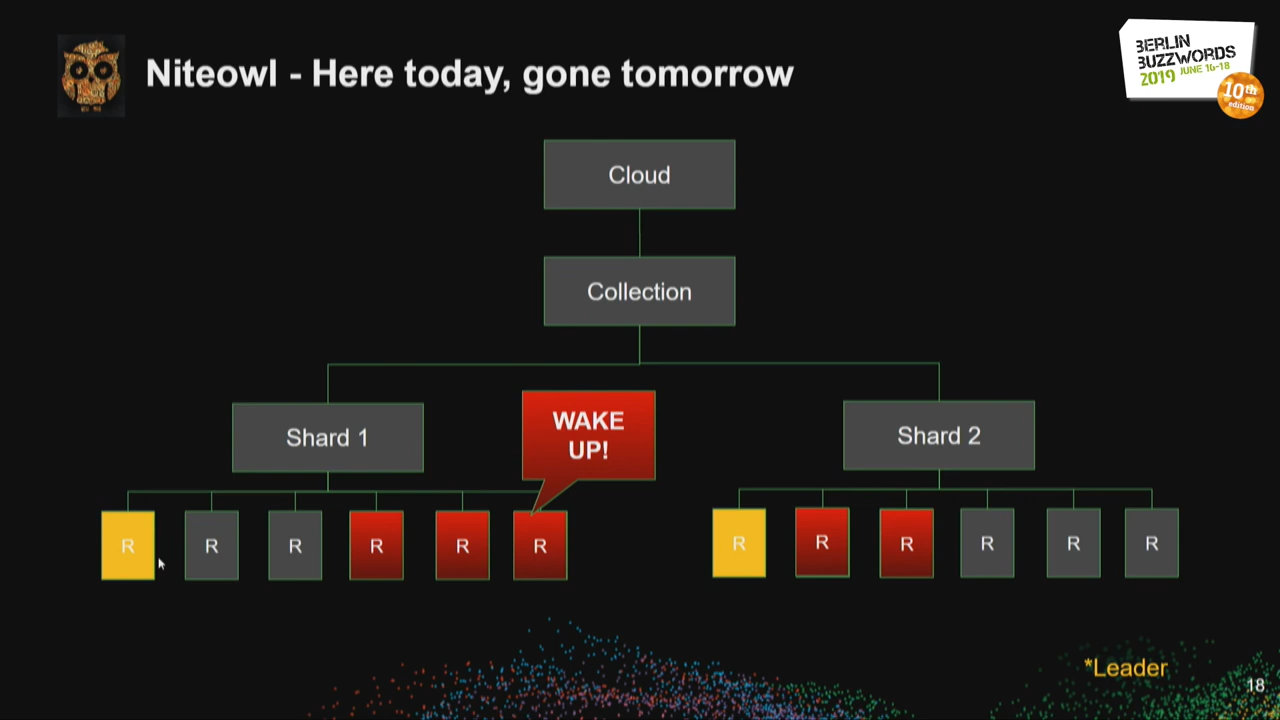 Niteowl - Here today, gone tomorrow
BERLIN
BUZZWORDS
2019 JUNE 16-18
10th
edition
Cloud
Collection
Shard 1
WAKE
UP!
Shard 2
R R R R R R
R R R R R R
*Leader
18